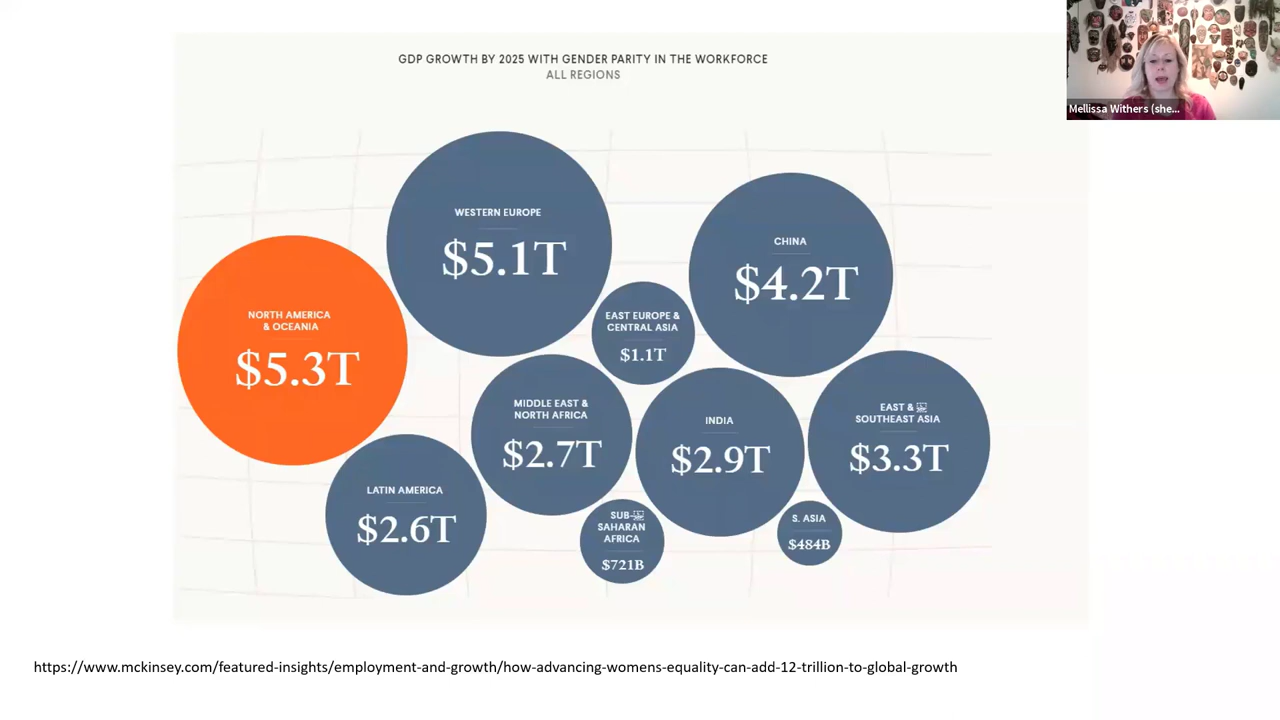 GDP GROWTH BY 2025 WITH GENDER PARITY IN THE WORKFORCE
ALL REGIONS
Mellissa Withers (she...
WESTERN EUROPE
$5.1T
CHINA
$4.2T
NORTH AMERICA
& OCEANIA
$5.3T
EAST EUROPE &
CENTRAL ASIA
$1.1T
MIDDLE EAST &
NORTH AFRICA
$2.7T
INDIA
$2.9T
EAST &
SOUTHEAST ASIA
$3.3T
LATIN AMERICA
$2.6T
SUB-
SAHARAN
AFRICA
$721B
S. ASIA
$484B
https://www.mckinsey.com/featured-insights/employment-and-growth/how-advancing-womens-equality-can-add-12-trillion-to-global-growth